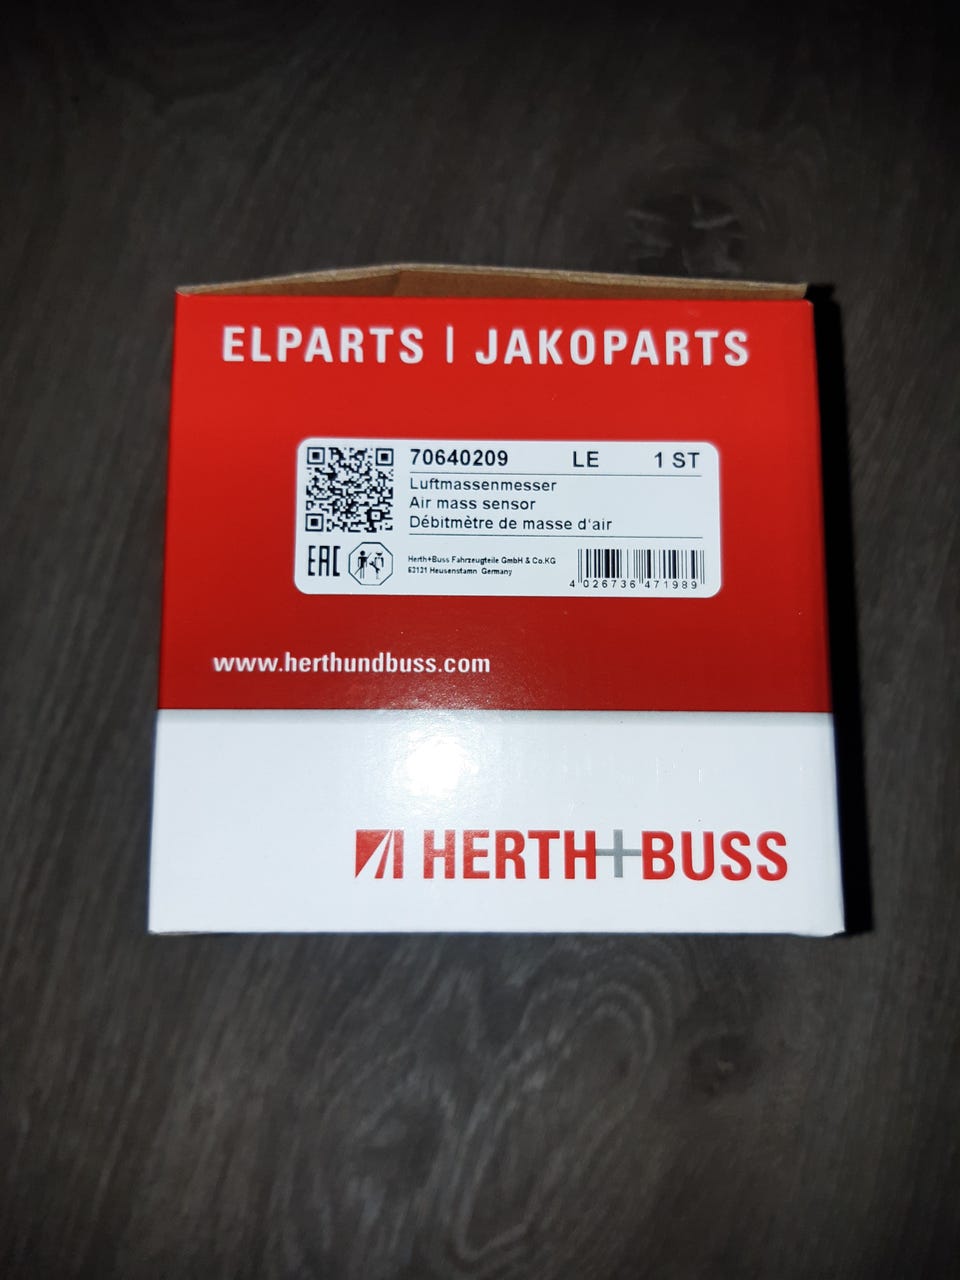 ELPARTS | JAKOPARTS
70640209 LE 1 ST
Luftmassenmesser
Air mass sensor
Débitmètre de masse d'air
EAC
Herth+Buss Fahrzeugteile GmbH & Co.KG
63131 Heusenstamn Germany
4 026736 471989
www.herthundbuss.com
HERTH+BUSS